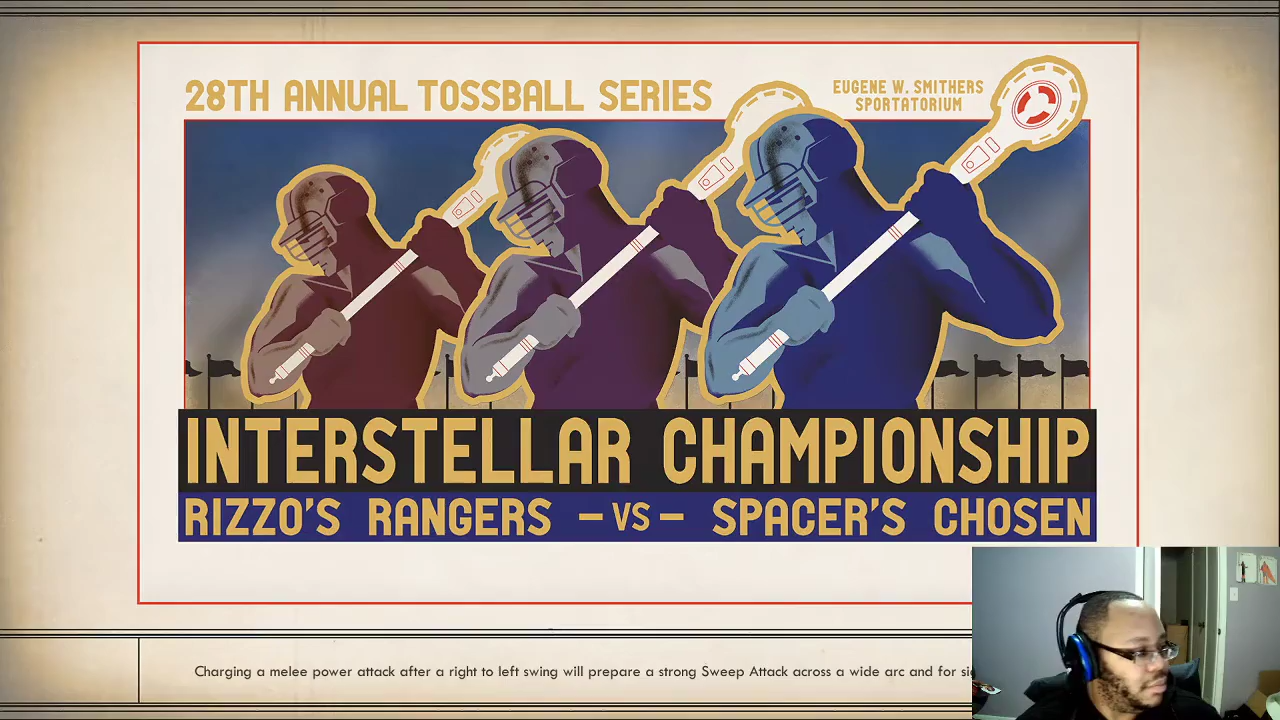 28TH ANNUAL TOSSBALL SERIES
EUGENE W. SMITHERS
SPORTATORIUM
INTERSTELLAR CHAMPIONSHIP
RIZZO'S RANGERS – VS – SPACER'S CHOSEN
Charging a melee power attack after a right to left swing will prepare a strong Sweep Attack across a wide arc and for